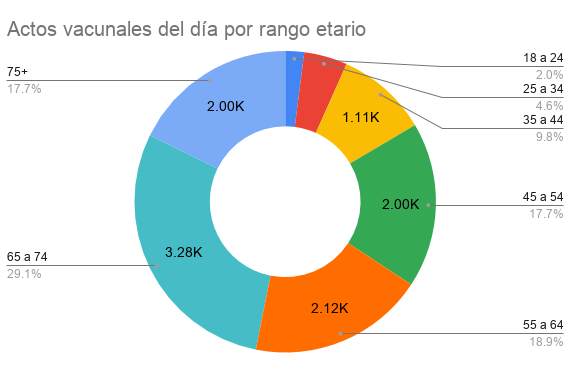 Actos vacunales del día por rango etario
18 a 24
2.0%
25 a 34
4.6%
35 a 44
9.8%
45 a 54
17.7%
55 a 64
18.9%
65 a 74
29.1%
75+
17.7%
1.11K
2.00K
2.12K
3.28K
2.00K